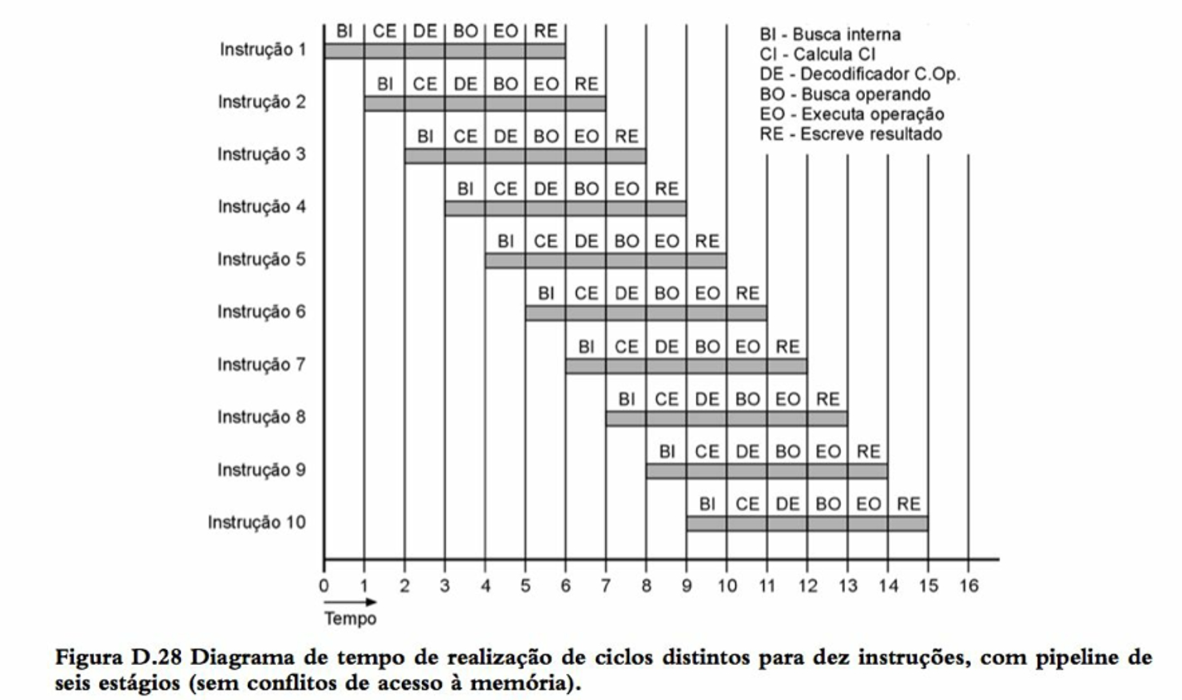 BI CE DE BO EO RE
Instrução 1
BI CE DE BO EO RE
Instrução 2
BI CE DE BO EO RE
Instrução 3
BI CE DE BO EO RE
Instrução 4
BI CE DE BO EO RE
Instrução 5
BI CE DE BO EO RE
Instrução 6
BI CE DE BO EO RE
Instrução 7
BI CE DE BO EO RE
Instrução 8
BI CE DE BO EO RE
Instrução 9
BI CE DE BO EO RE
Instrução 10
BI - Busca interna
CI - Calcula CI
DE - Decodificador C.Op.
BO - Busca operando
EO - Executa operação
RE - Escreve resultado
0 1 2 3 4 5 6 7 8 9 10 11 12 13 14 15 16
Tempo
Figura D.28 Diagrama de tempo de realização de ciclos distintos para dez instruções, com pipeline de
seis estágios (sem conflitos de acesso à memória).